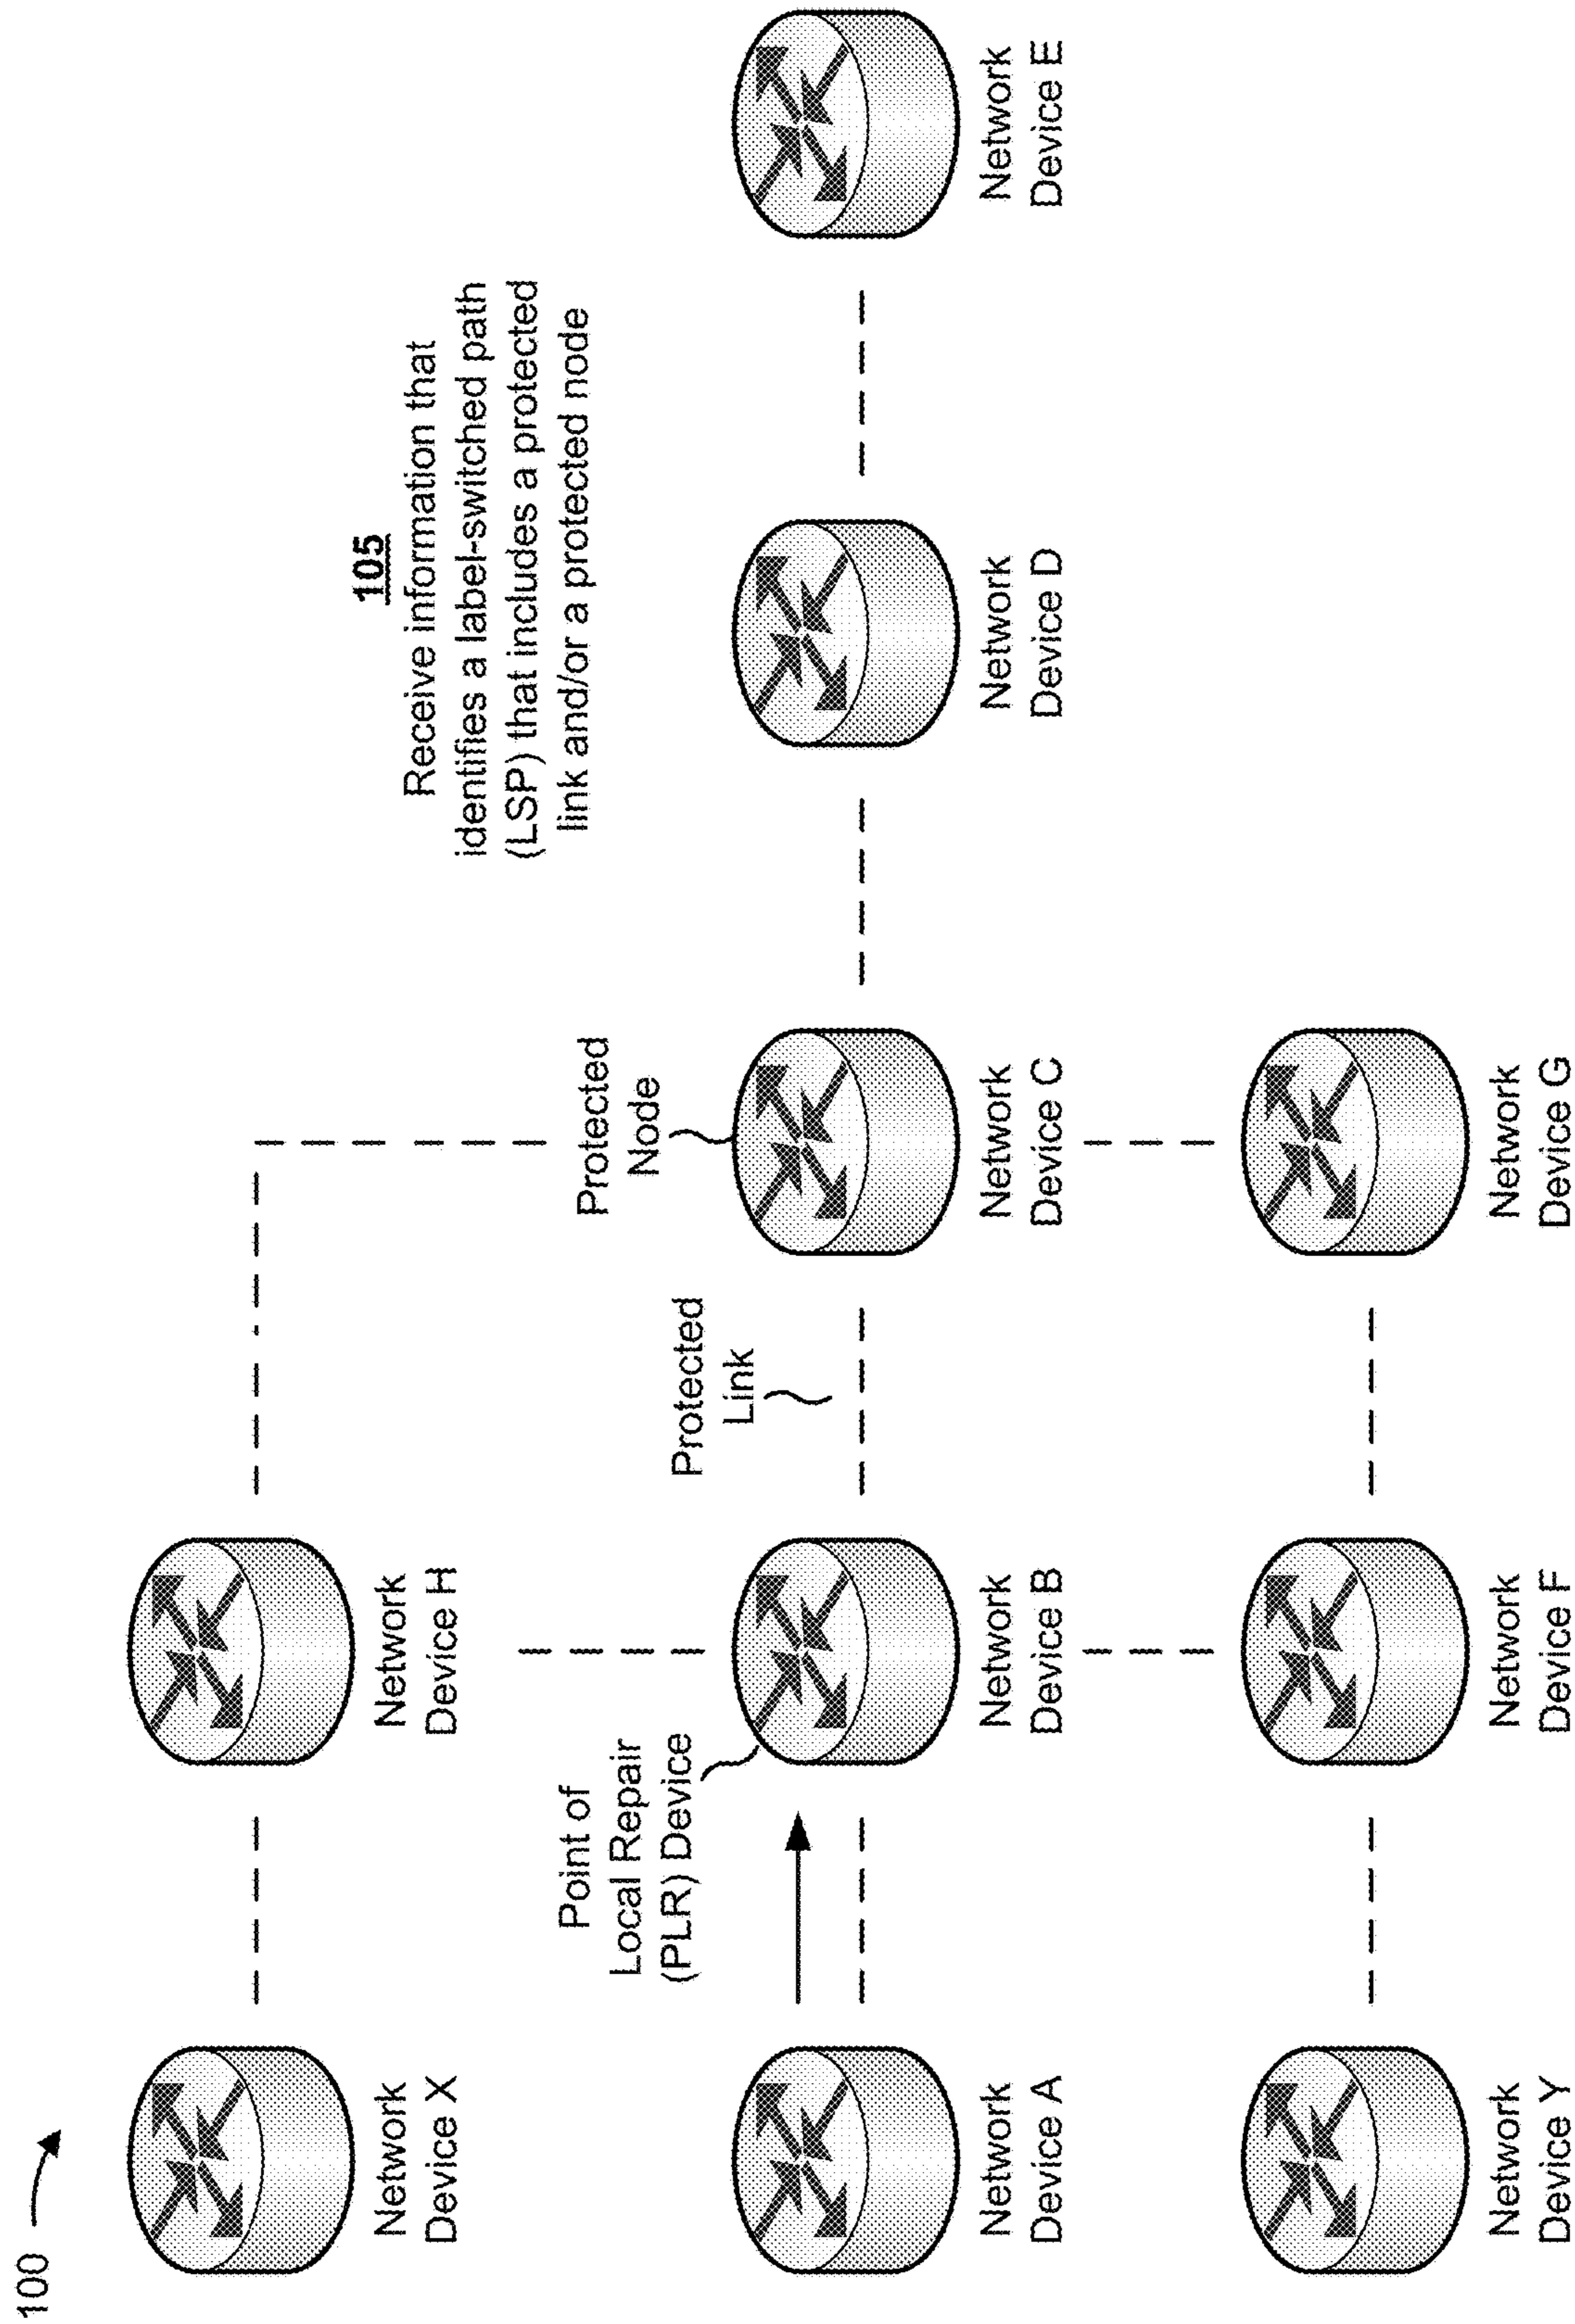 100
105
Receive information that
identifies a label-switched path
(LSP) that includes a protected
link and/or a protected node
Network
Device X
Network
Device H
Point of
Local Repair
(PLR) Device
Protected
Link
Protected
Node
Network
Device A
Network
Device B
Network
Device C
Network
Device D
Network
Device E
Network
Device Y
Network
Device F
Network
Device G